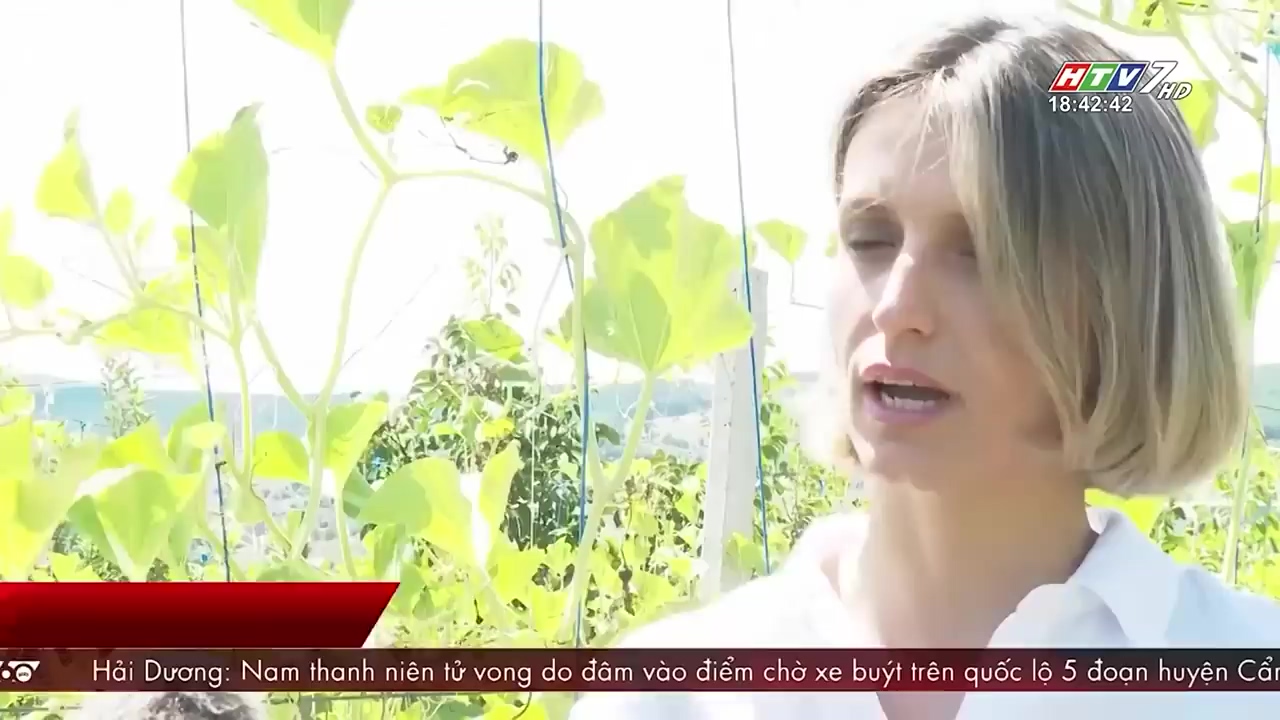 HTV7 HD
18:42:42
Hải Dương: Nam thanh niên tử vong do đâm vào điểm chờ xe buýt trên quốc lộ 5 đoạn huyện